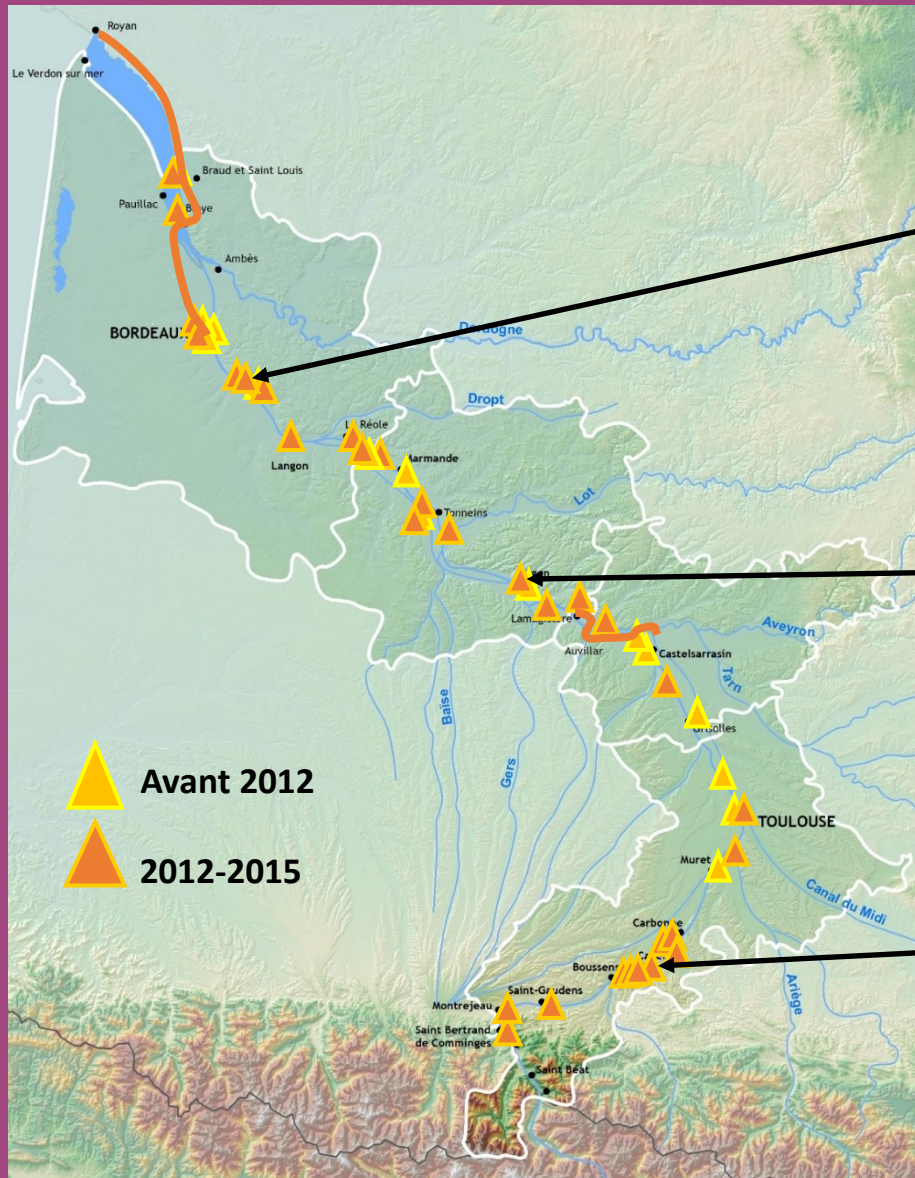 Royan
Le Verdon sur mer
Braud et Saint Louis
Pauillac
Ambès
BORDEAUX
Dordogne
Dropt
La Réole
Langon
Marmande
Lot
Tonneins
Lamagistère
Aveyron
Auvillar
Castelsarrasin
Tarn
Baïse
Gers
Grisolles
Avant 2012
TOULOUSE
2012-2015
Muret
Canal du Midi
Carbonne
Boussens
Saint-Gaudens
Ariège
Montrejeau
Saint Bertrand
de Comminges
Saint Béat